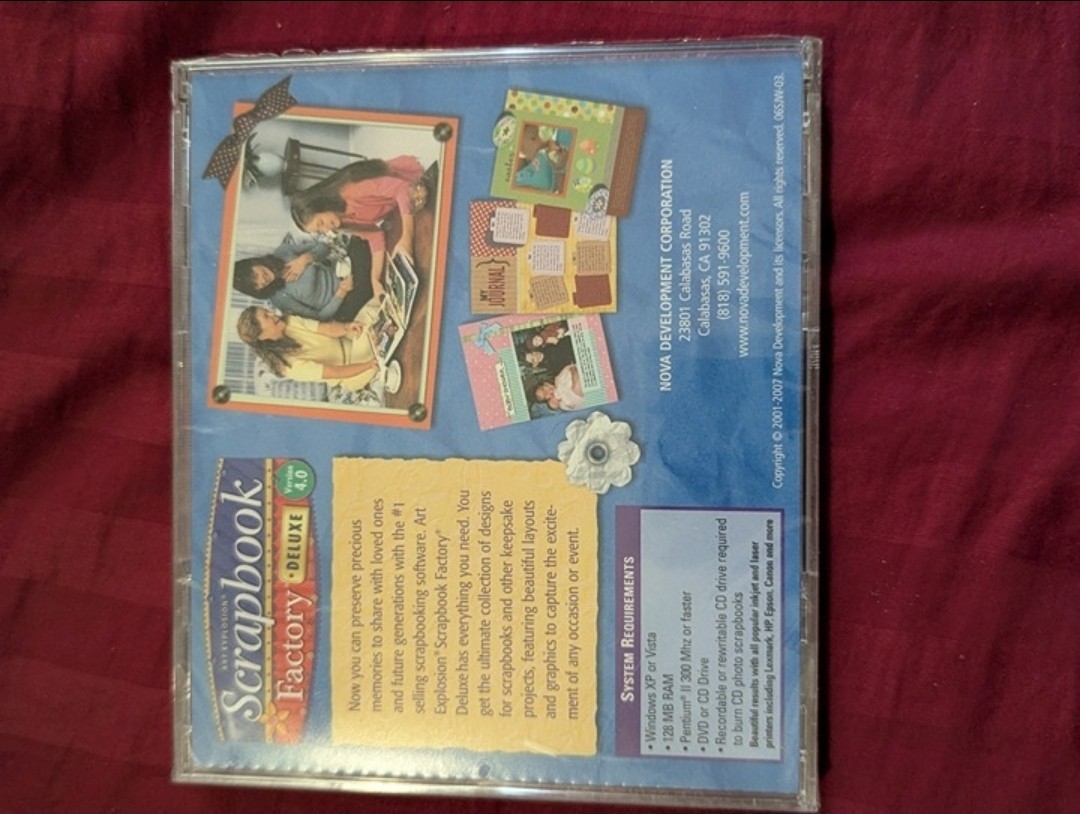 ART EXPLOSION®
Scrapbook
Factory
• DELUXE
Version
4.0
Now you can preserve precious
memories to share with loved ones
and future generations with the #1
selling scrapbooking software. Art
Explosion® Scrapbook Factory®
Deluxe has everything you need. You
get the ultimate collection of designs
for scrapbooks and other keepsake
projects, featuring beautiful layouts
and graphics to capture the excite-
ment of any occasion or event.
SYSTEM REQUIREMENTS
• Windows XP or Vista
• 128 MB RAM
• Pentium® II 300 Mhz or faster
• DVD or CD Drive
• Recordable or rewritable CD drive required
to burn CD photo scrapbooks
Beautiful results with all popular inkjet and laser
printers including Lexmark, HP, Epson, Canon and more
MY
JOURNAL
NOVA DEVELOPMENT CORPORATION
23801 Calabasas Road
Calabasas, CA 91302
(818) 591-9600
www.novadevelopment.com
Copyright © 2001-2007 Nova Development and its licensors. All rights reserved. 06SJW-03.